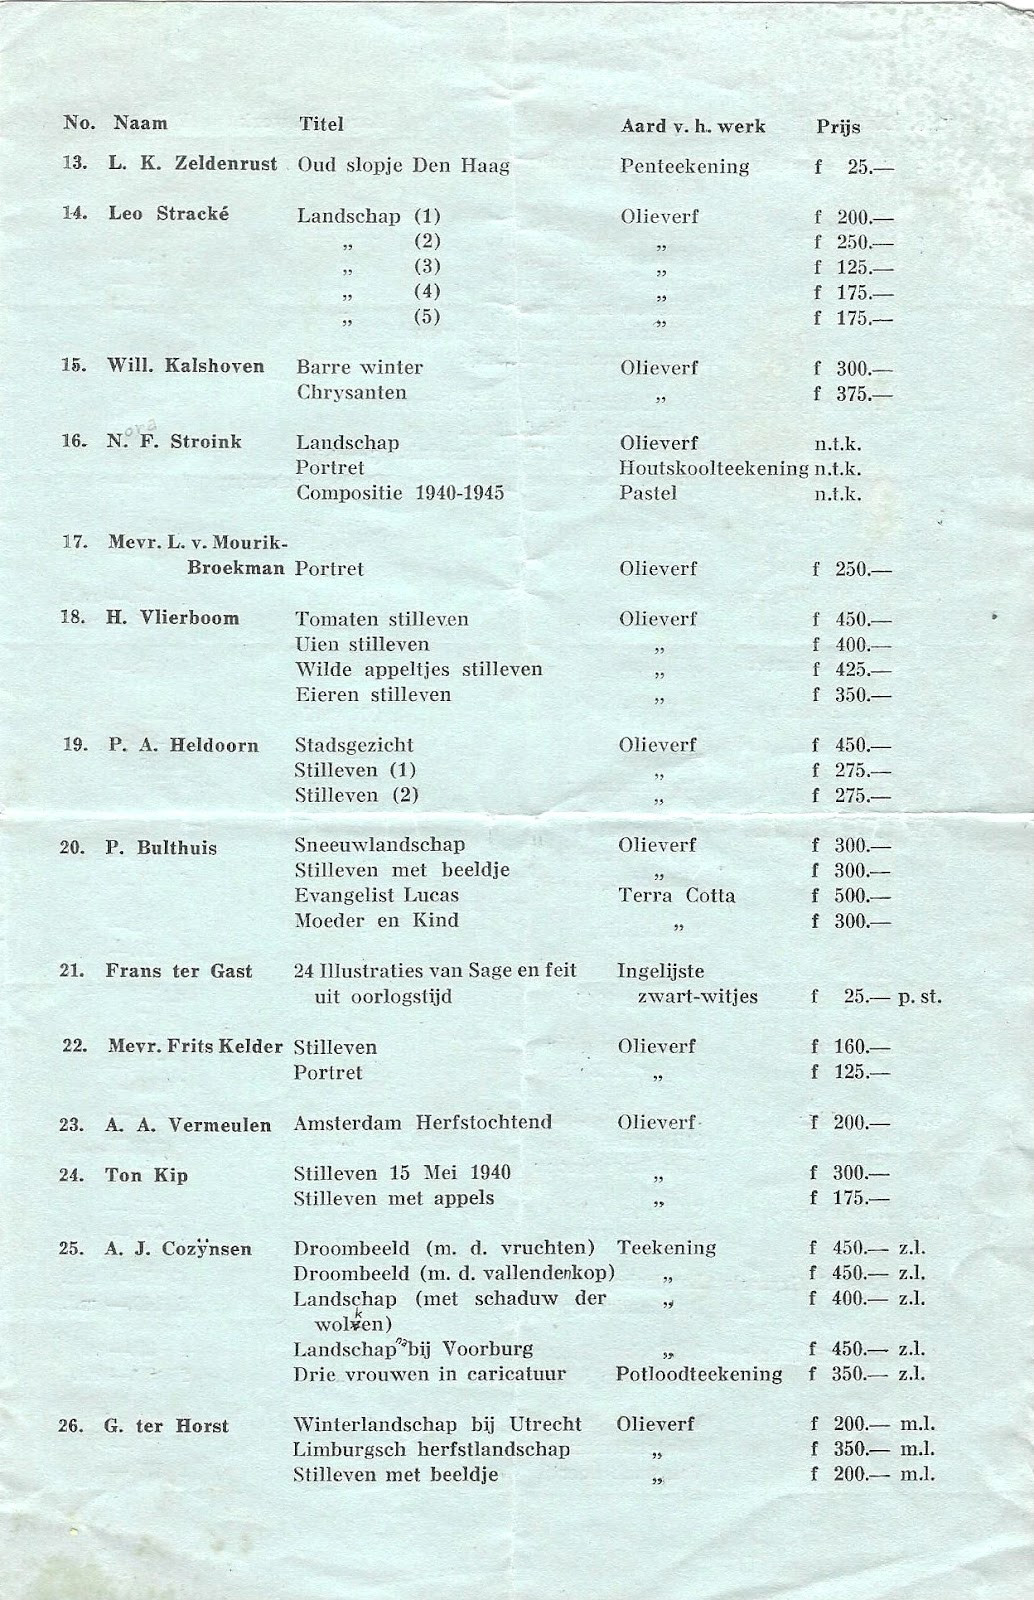 No. Naam Titel Aard v. h. werk Prijs
13. L. K. Zeldenrust Oud slopje Den Haag Penteekening f 25.—
14. Leo Stracké Landschap (1) Olieverf f 200.—
„ (2) „ f 250.—
„ (3) „ f 125.—
„ (4) „ f 175.—
„ (5) „ f 175.—
15. Will. Kalshoven Barre winter Olieverf f 300.—
Chrysanten „ f 375.—
ora
16. N. F. Stroink Landschap Olieverf n.t.k.
Portret Houtskoolteekening n.t.k.
Compositie 1940-1945 Pastel n.t.k.
17. Mevr. L. v. Mourik-
Broekman Portret Olieverf f 250.—
18. H. Vlierboom Tomaten stilleven Olieverf f 450.—
Uien stilleven „ f 400.—
Wilde appeltjes stilleven „ f 425.—
Eieren stilleven „ f 350.—
19. P. A. Heldoorn Stadsgezicht Olieverf f 450.—
Stilleven (1) „ f 275.—
Stilleven (2) „ f 275.—
20. P. Bulthuis Sneeuwlandschap Olieverf f 300.—
Stilleven met beeldje „ f 300.—
Evangelist Lucas Terra Cotta f 500.—
Moeder en Kind „ f 300.—
21. Frans ter Gast 24 Illustraties van Sage en feit Ingelijste
uit oorlogstijd zwart-witjes f 25.— p. st.
22. Mevr. Frits Kelder Stilleven Olieverf f 160.—
Portret „ f 125.—
23. A. A. Vermeulen Amsterdam Herfstochtend Olieverf f 200.—
24. Ton Kip Stilleven 15 Mei 1940 „ f 300.—
Stilleven met appels „ f 175.—
25. A. J. Cozÿnsen Droombeeld (m. d. vruchten) Teekening f 450.— z.l.
Droombeeld (m. d. vallenden kop) „ f 450.— z.l.
Landschap (met schaduw der „ f 400.— z.l.
wolken)
Landschap na bij Voorburg „ f 450.— z.l.
Drie vrouwen in caricatuur Potloodteekening f 350.— z.l.
26. G. ter Horst Winterlandschap bij Utrecht Olieverf f 200.— m.l.
Limburgsch herfstlandschap „ f 350.— m.l.
Stilleven met beeldje „ f 200.— m.l.